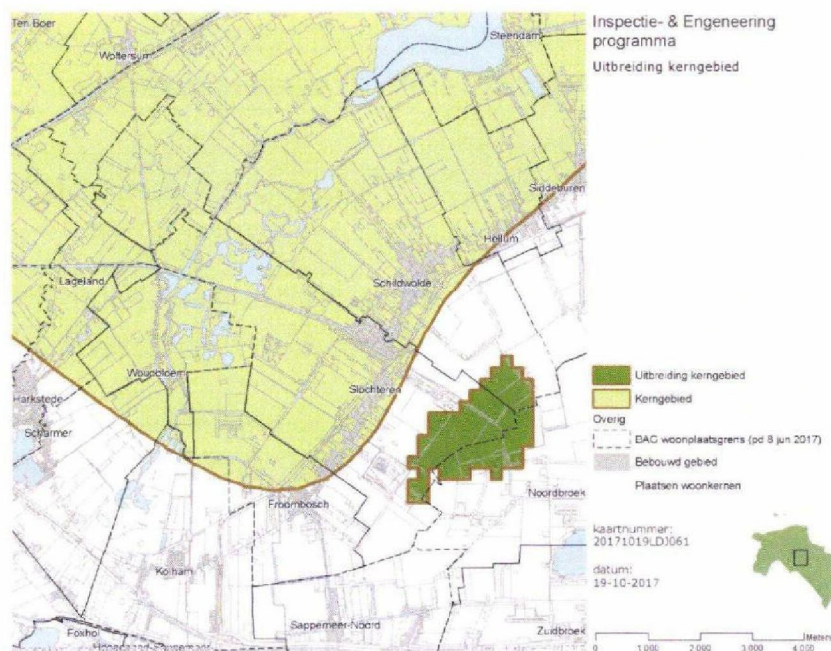 Inspectie- & Engeneering
programma
Uitbreiding kerngebied
Ten Boer
Woltersum
Steendam
Siddeburen
Hellum
Schildwolde
Lageland
Woudbloem
Slochteren
Harkstede
Scharmer
Froombosch
Noordbroek
Kolham
Foxhol
Sappemeer-Noord
Zuidbroek
Uitbreiding kerngebied
Kerngebied
Overig
BAG woonplaatsgrens (pd 8 jun 2017)
Bebouwd gebied
Plaatsen woonkernen
kaartnummer:
20171019LDJ061
datum:
19-10-2017
0 1.000 2.000 3.000 4.000
Meters